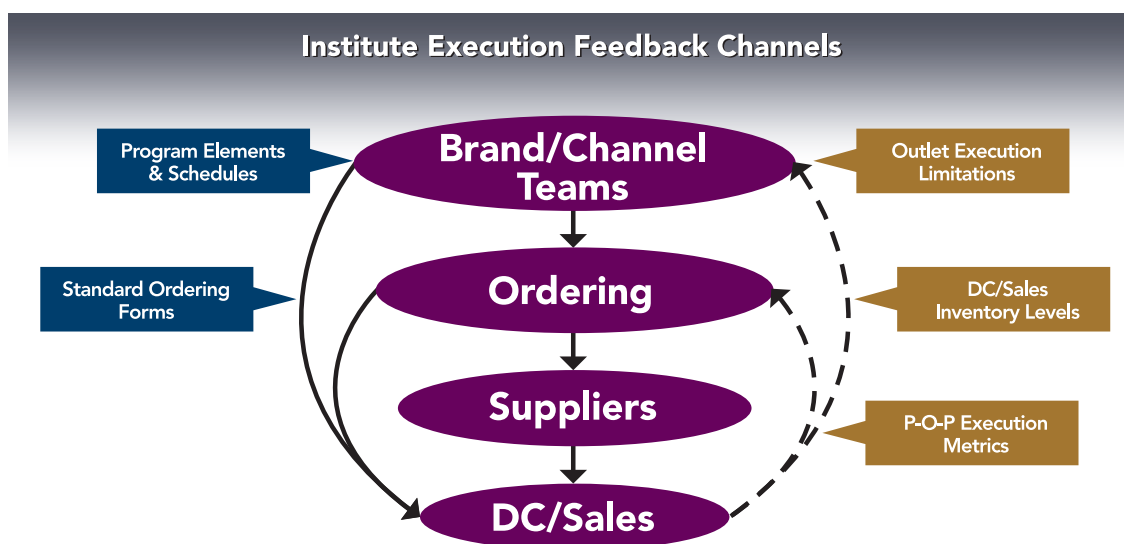 Institute Execution Feedback Channels
Program Elements
& Schedules
Brand/Channel
Teams
Outlet Execution
Limitations
Standard Ordering
Forms
Ordering
DC/Sales
Inventory Levels
Suppliers
P-O-P Execution
Metrics
DC/Sales